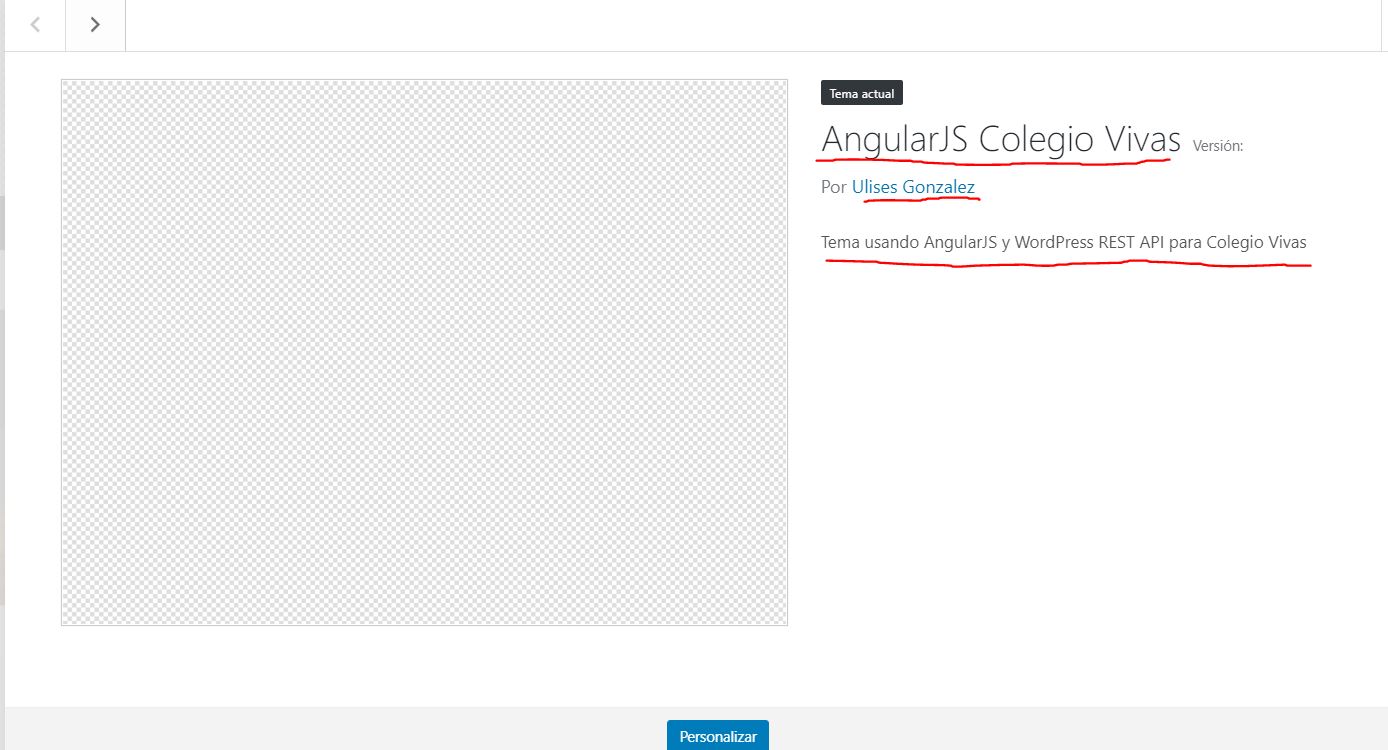 Tema actual
AngularJS Colegio Vivas Versión:
Por Ulises Gonzalez
Tema usando AngularJS y WordPress REST API para Colegio Vivas
Personalizar